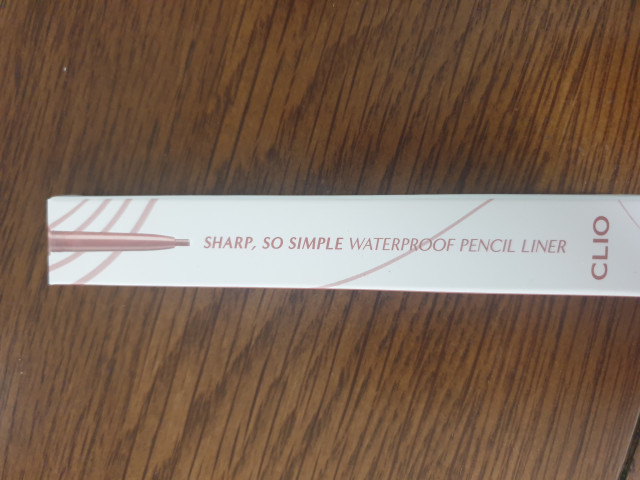 SHARP, SO SIMPLE WATERPROOF PENCIL LINER
CLIO